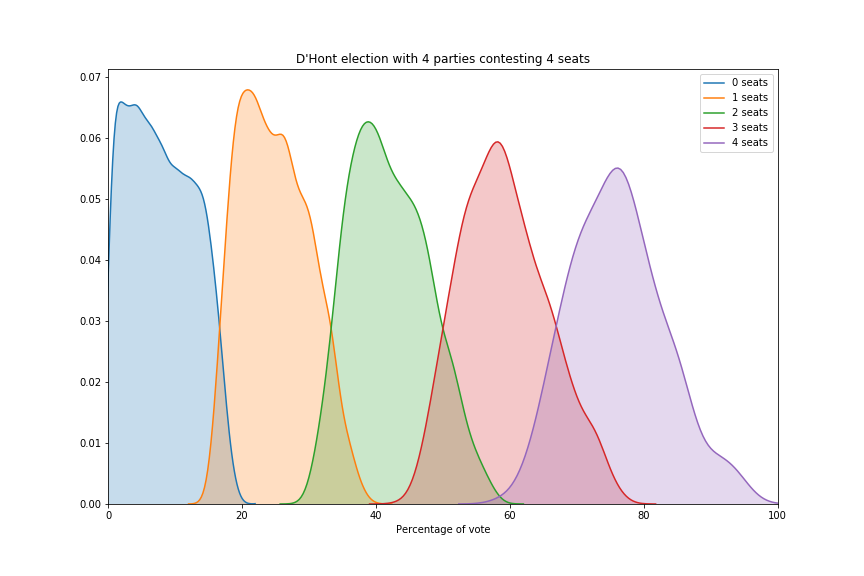 D'Hont election with 4 parties contesting 4 seats
0.07
0.06
0.05
0.04
0.03
0.02
0.01
0.00
0 seats
1 seats
2 seats
3 seats
4 seats
0 20 40 60 80 100
Percentage of vote